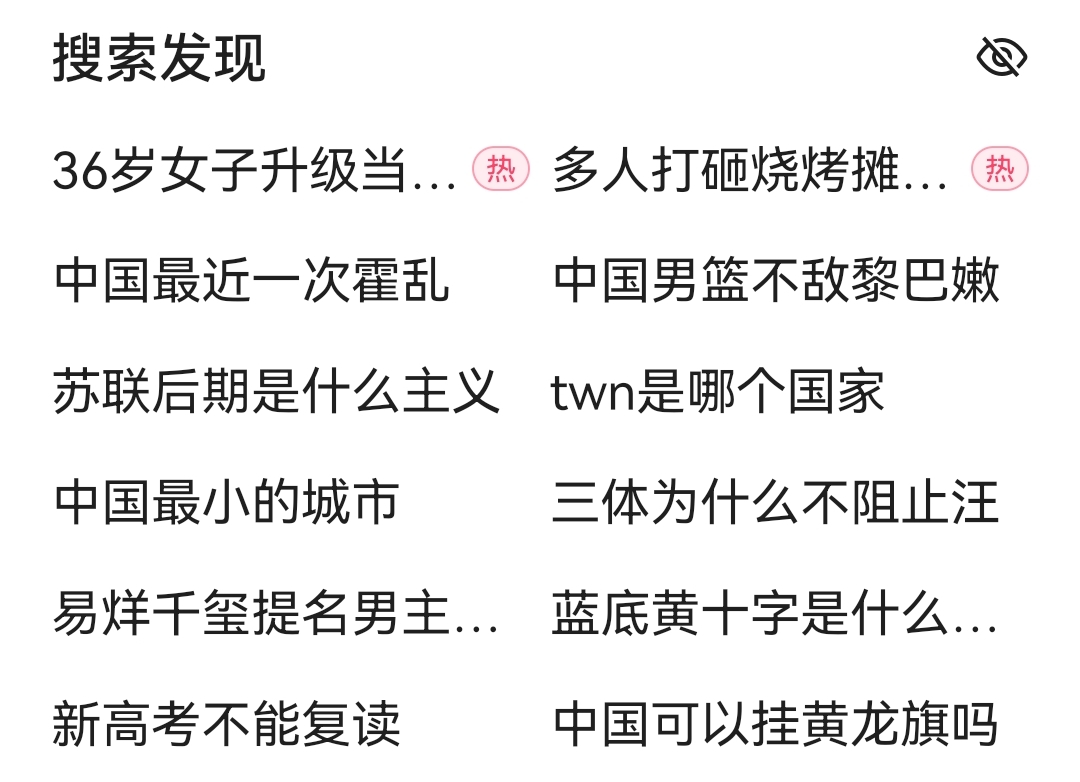 搜索发现
36岁女子升级当... 热 多人打砸烧烤摊... 热
中国最近一次霍乱 中国男篮不敌黎巴嫩
苏联后期是什么主义 twn是哪个国家
中国最小的城市 三体为什么不阻止汪
易烊千玺提名男主... 蓝底黄十字是什么...
新高考不能复读 中国可以挂黄龙旗吗